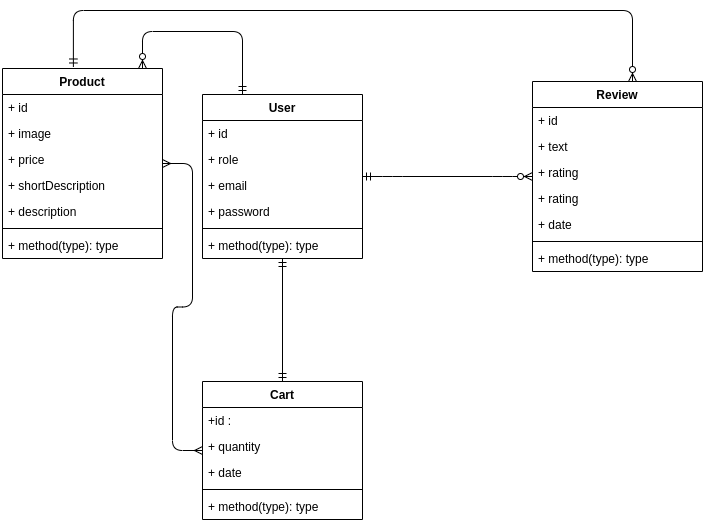 Product
+ id
+ image
+ price
+ shortDescription
+ description
+ method(type): type
User
+ id
+ role
+ email
+ password
+ method(type): type
Review
+ id
+ text
+ rating
+ rating
+ date
+ method(type): type
Cart
+id :
+ quantity
+ date
+ method(type): type